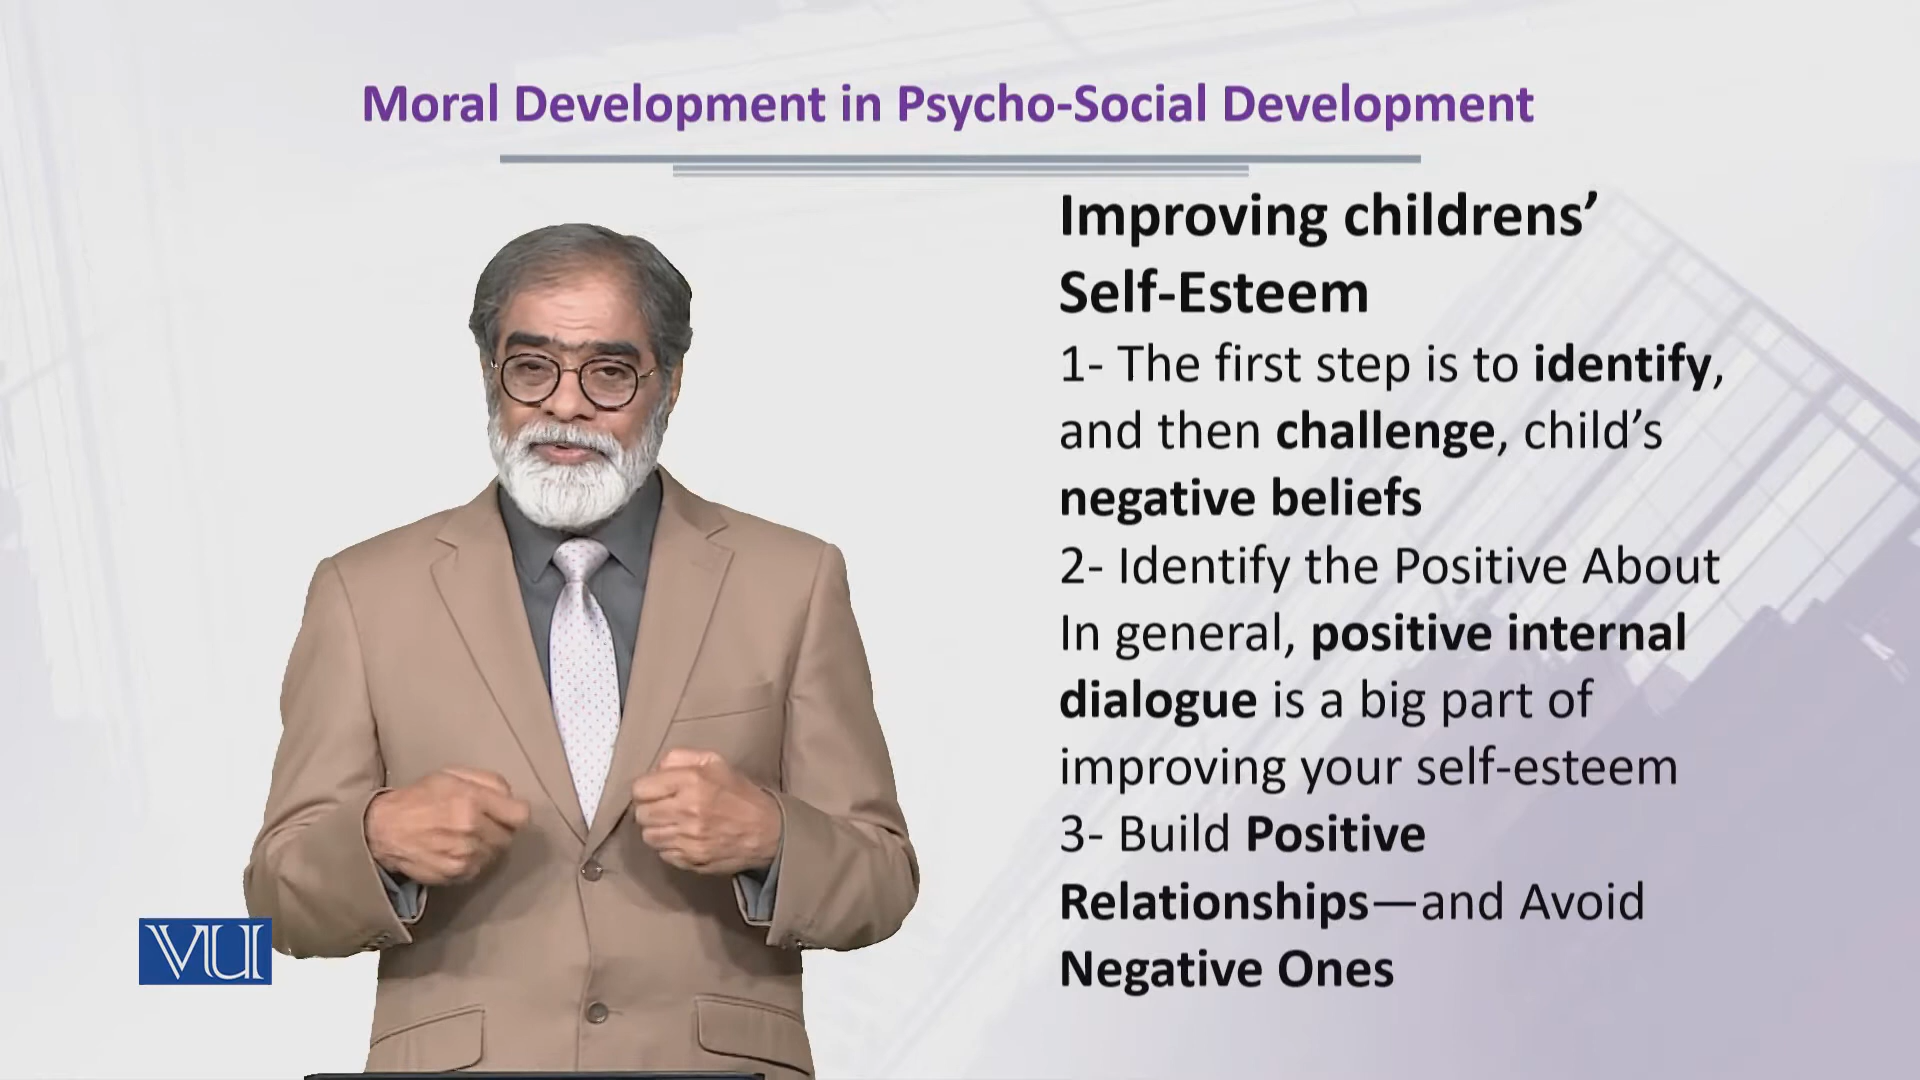 Moral Development in Psycho-Social Development
Improving childrens’
Self-Esteem
1- The first step is to identify,
and then challenge, child’s
negative beliefs
2- Identify the Positive About
In general, positive internal
dialogue is a big part of
improving your self-esteem
3- Build Positive
Relationships—and Avoid
Negative Ones
VU